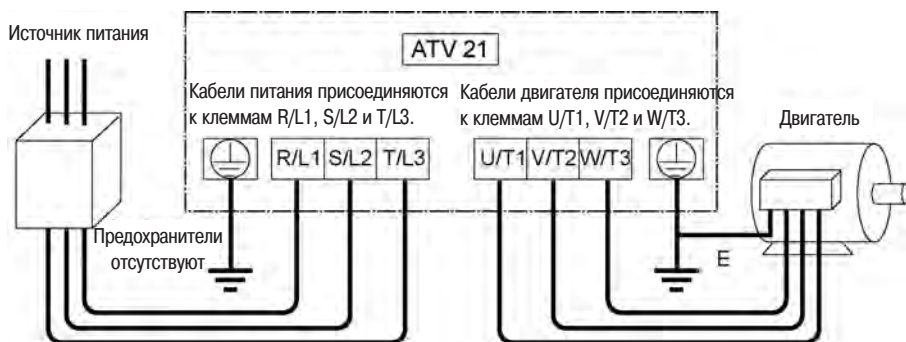 Источник питания
ATV 21
Кабели питания присоединяются
к клеммам R/L1, S/L2 и T/L3.
Кабели двигателя присоединяются
к клеммам U/T1, V/T2 и W/T3.
Двигатель
R/L1 S/L2 T/L3
U/T1 V/T2 W/T3
Предохранители
отсутствуют
E